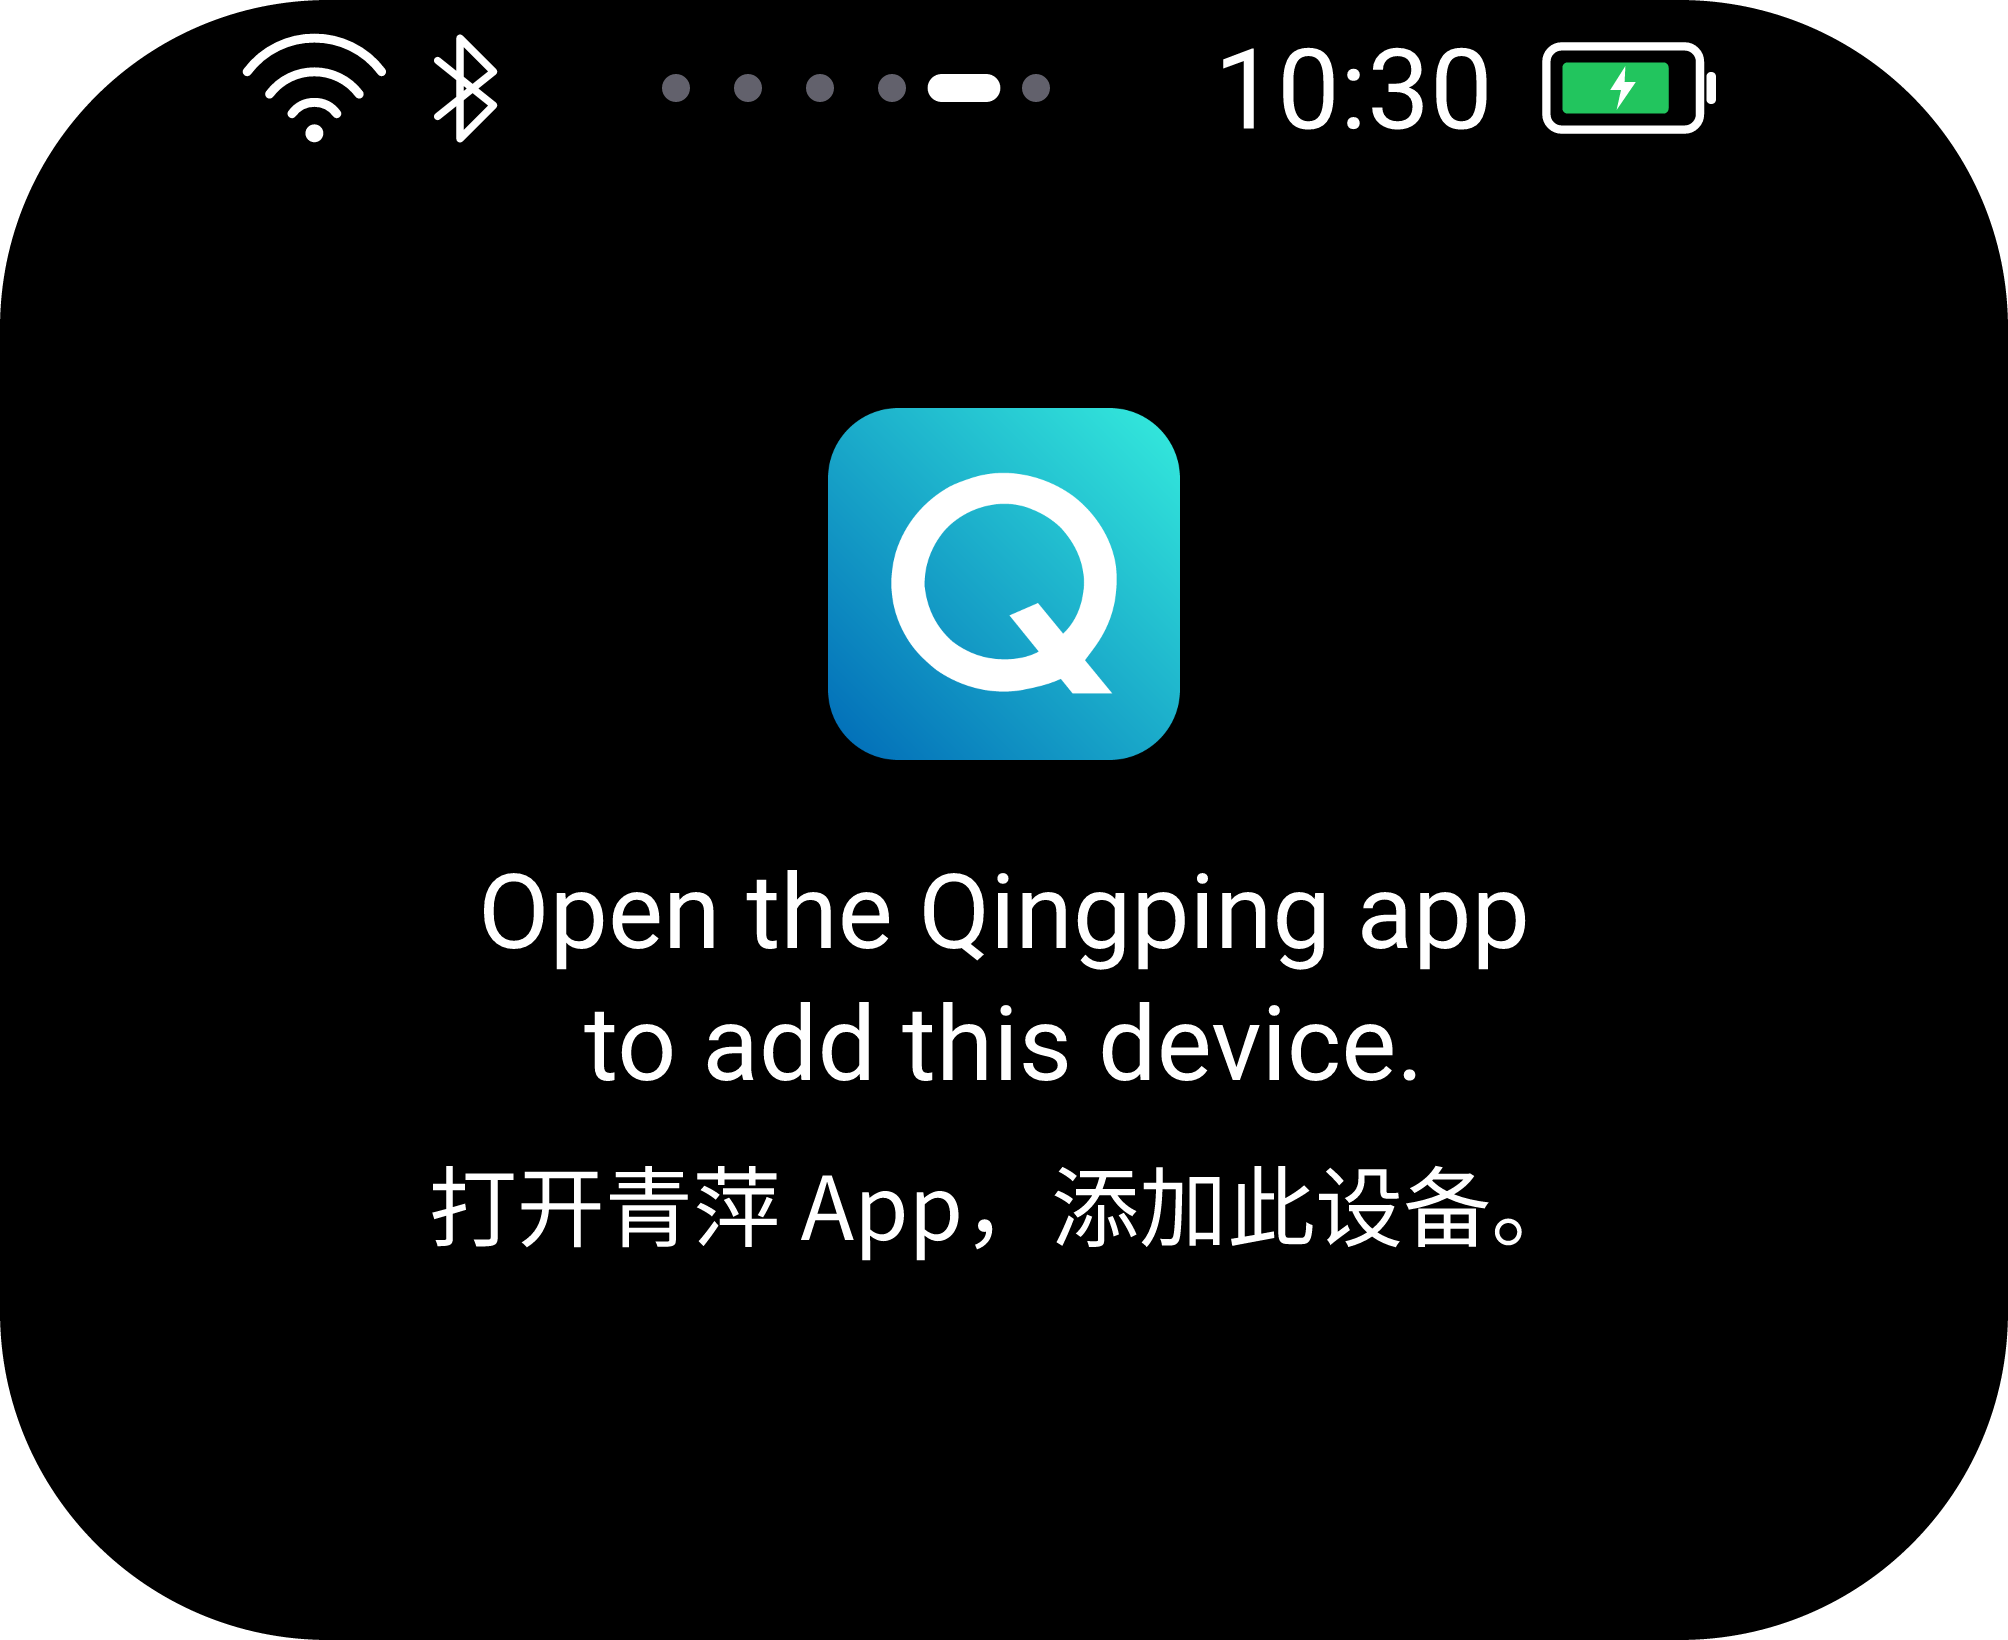 10:30
Q
Open the Qingping app
to add this device.
打开青萍 App，添加此设备。